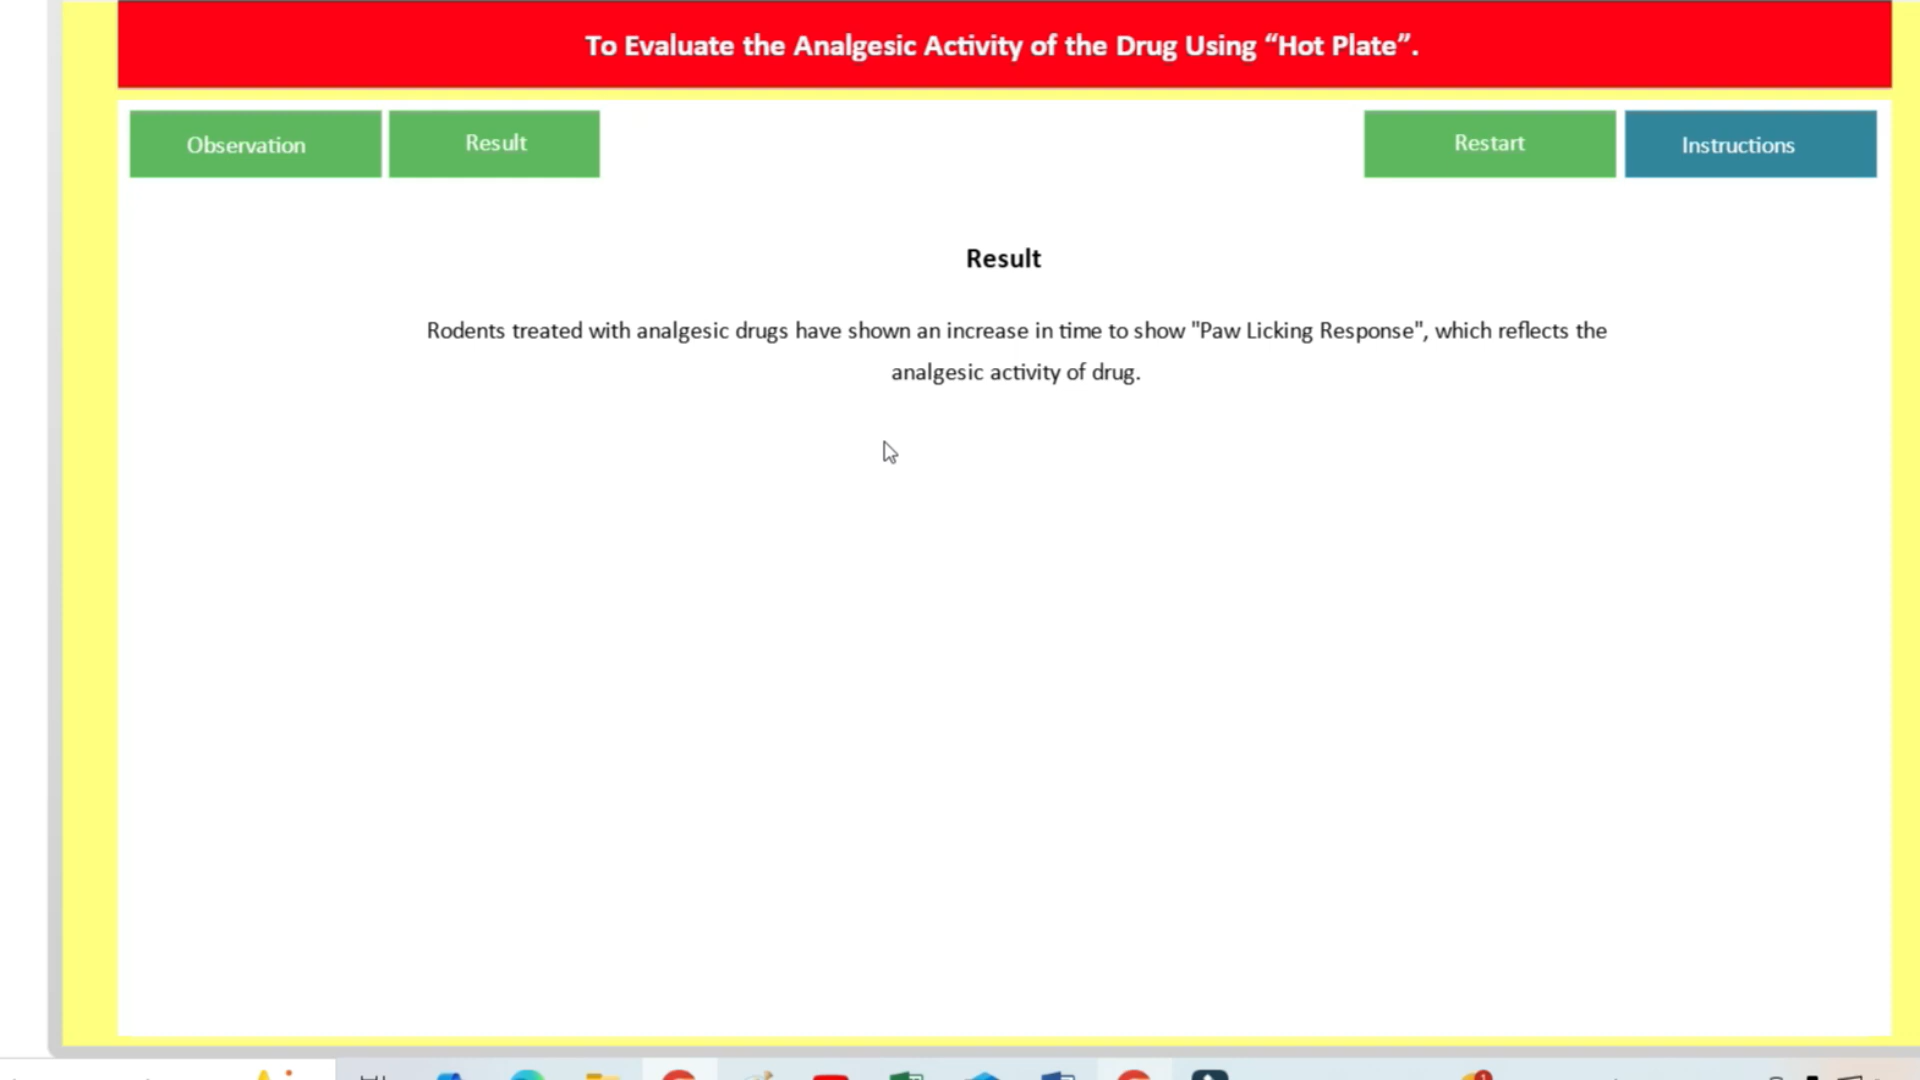 To Evaluate the Analgesic Activity of the Drug Using “Hot Plate”.
Observation
Result
Restart
Instructions
Result
Rodents treated with analgesic drugs have shown an increase in time to show "Paw Licking Response", which reflects the
analgesic activity of drug.